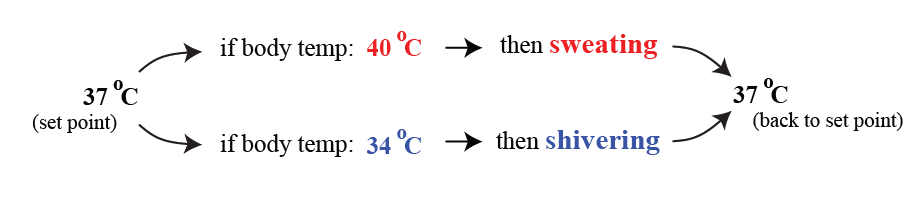 if body temp: 40 °C then sweating
37 °C
(set point)
37 °C
(back to set point)
if body temp: 34 °C then shivering